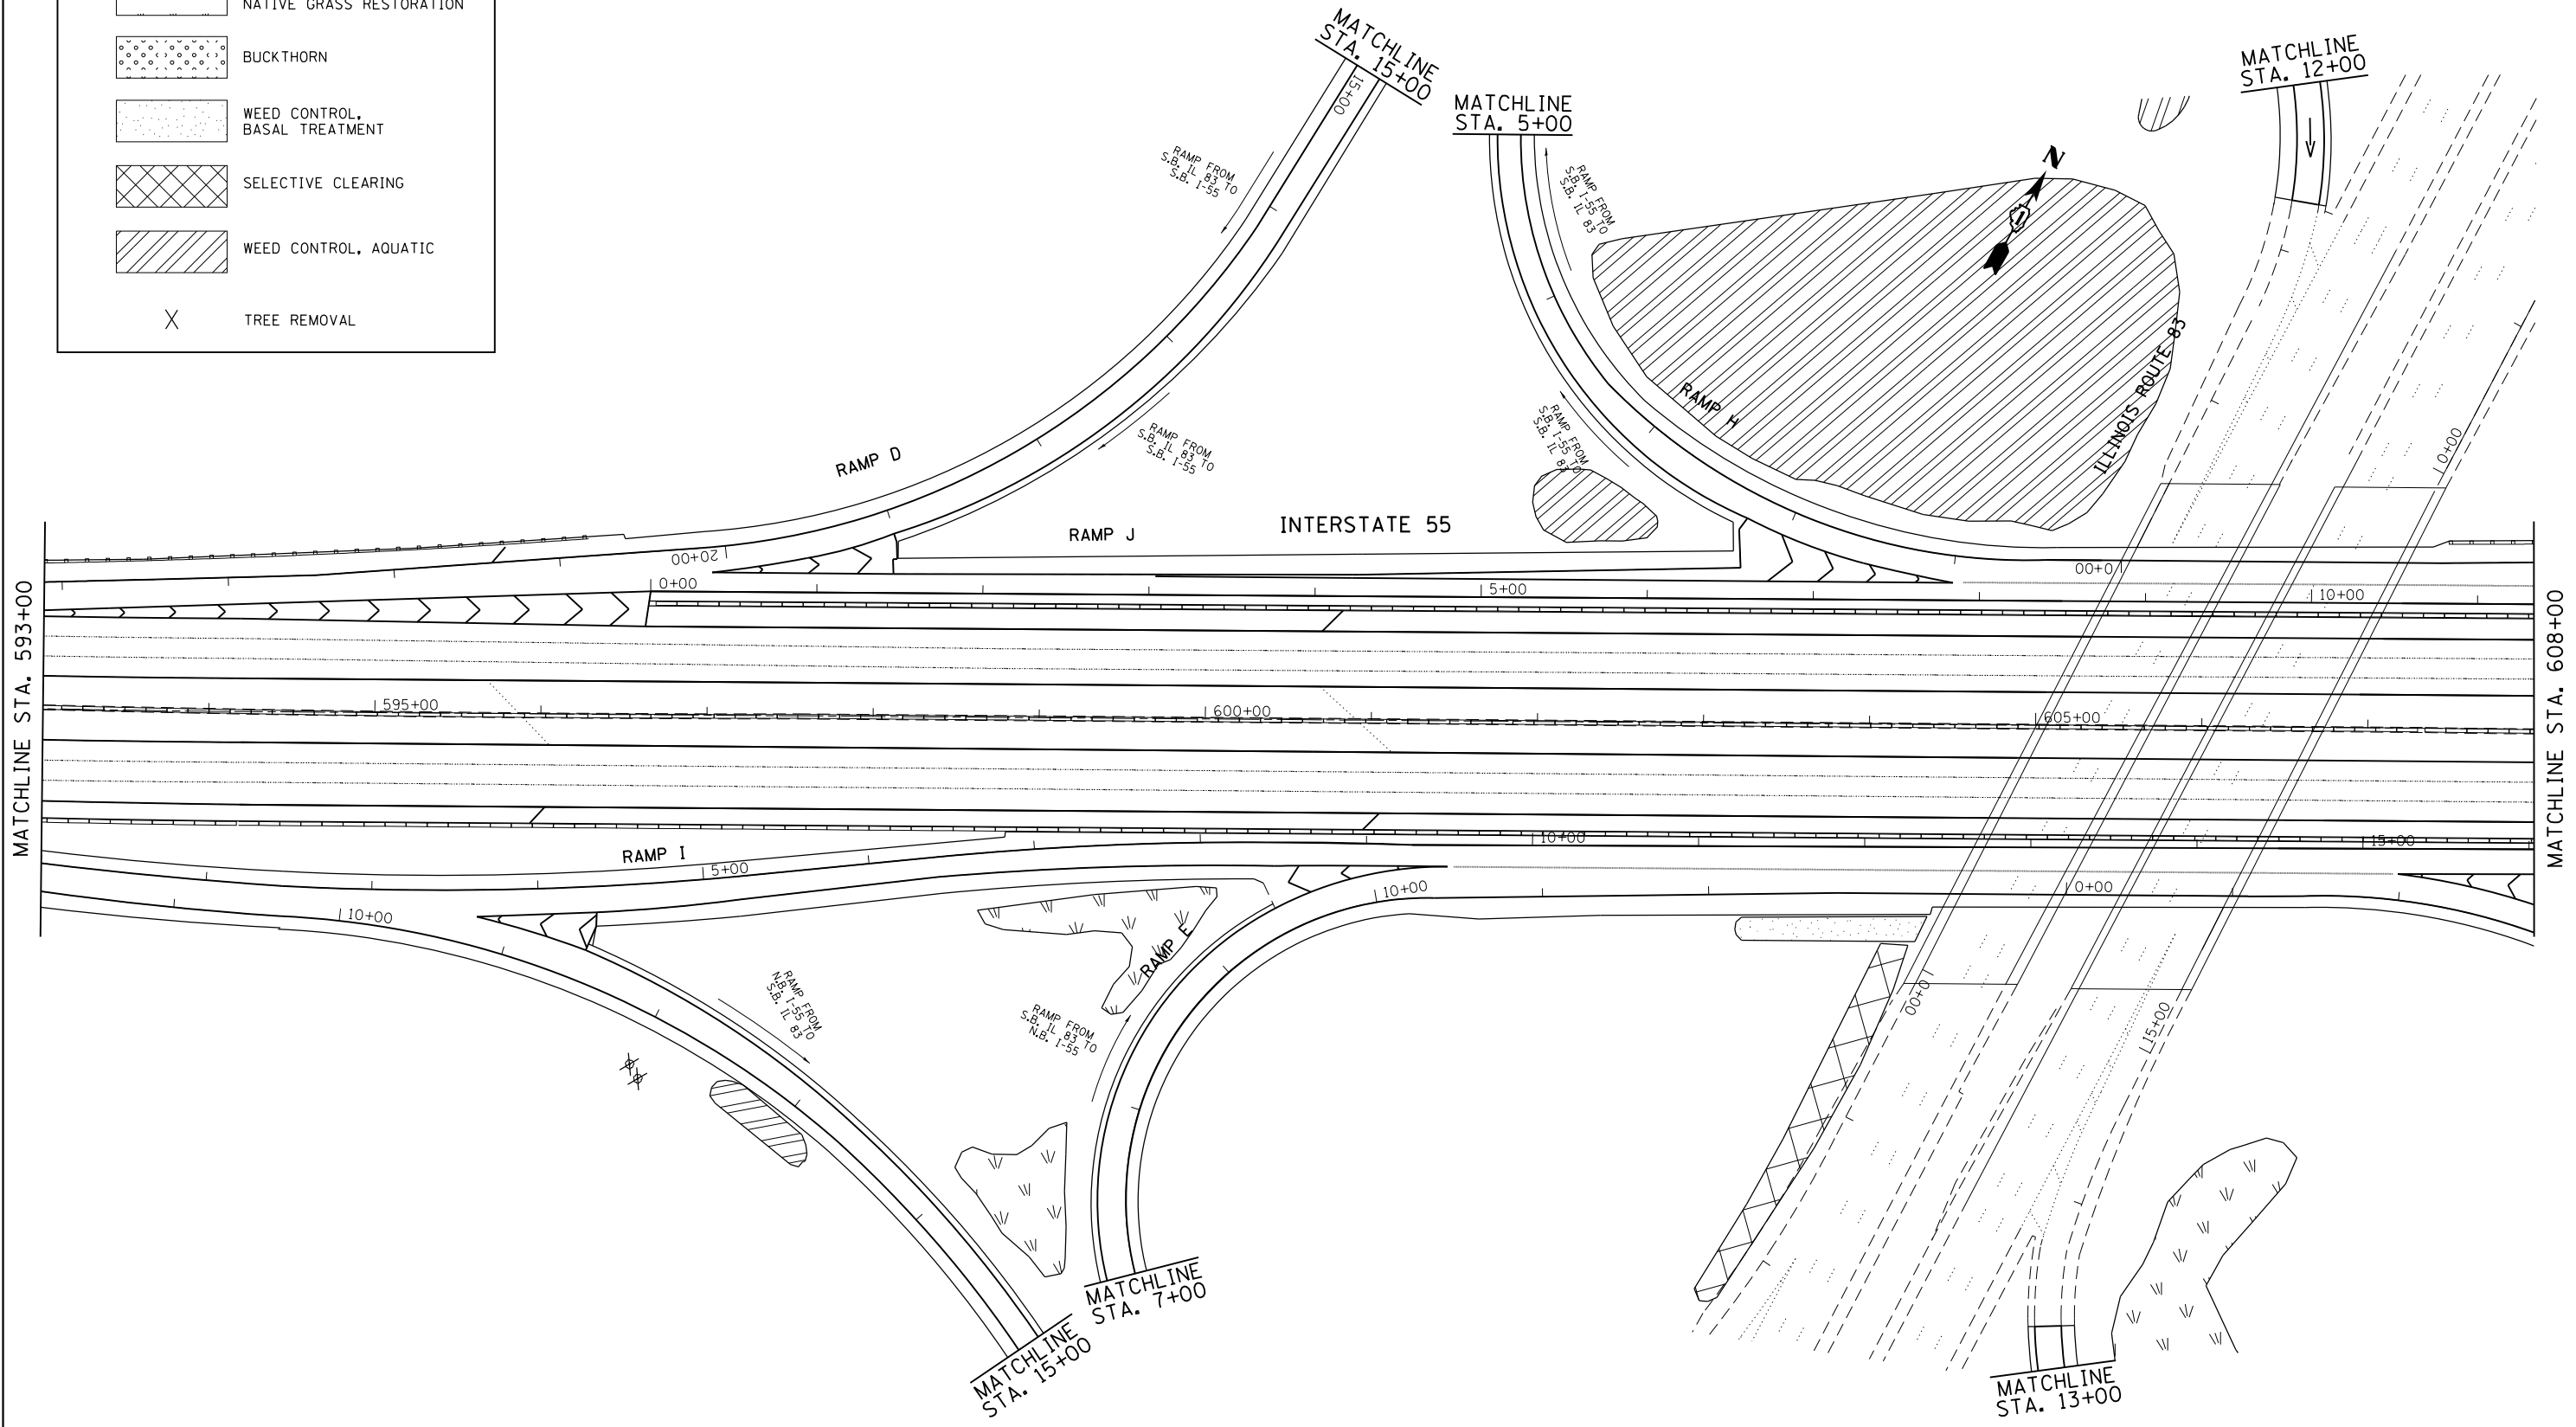 NATIVE GRASS RESTORATION
BUCKTHORN
WEED CONTROL,
BASAL TREATMENT
SELECTIVE CLEARING
WEED CONTROL, AQUATIC
TREE REMOVAL
MATCHLINE
STA. 15+00
15+00
MATCHLINE
STA. 5+00
MATCHLINE
STA. 12+00
N
RAMP FROM
S.B. IL 83 TO
S.B. I-55
RAMP FROM
S.B. I-55 TO
S.B. IL 83
RAMP H
ILLINOIS ROUTE 83
RAMP FROM
S.B. IL 83 TO
S.B. I-55
RAMP FROM
S.B. I-55 TO
S.B. IL 83
RAMP D
RAMP J
INTERSTATE 55
0+00
20+00
0+00
0+00
5+00
10+00
MATCHLINE STA. 593+00
595+00
600+00
605+00
MATCHLINE STA. 608+00
RAMP I
5+00
10+00
15+00
10+00
10+00
0+00
RAMP E
RAMP FROM
N.B. I-55 TO
S.B. IL 83
RAMP FROM
S.B. IL 83 TO
N.B. I-55
0+00
15+00
MATCHLINE
STA. 7+00
MATCHLINE
STA. 15+00
MATCHLINE
STA. 13+00